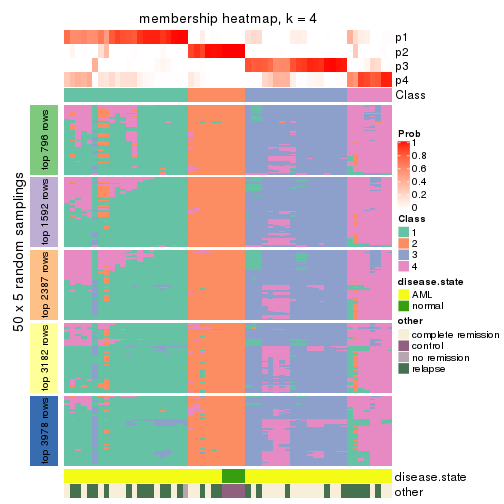 membership heatmap, k = 4
p1
p2
p3
p4
Class
50 x 5 random samplings
top 796 rows
top 1592 rows
top 2387 rows
top 3182 rows
top 3978 rows
disease.state
other
Prob
1
0.8
0.6
0.4
0.2
0
Class
1
2
3
4
disease.state
AML
normal
other
complete remission
control
no remission
relapse